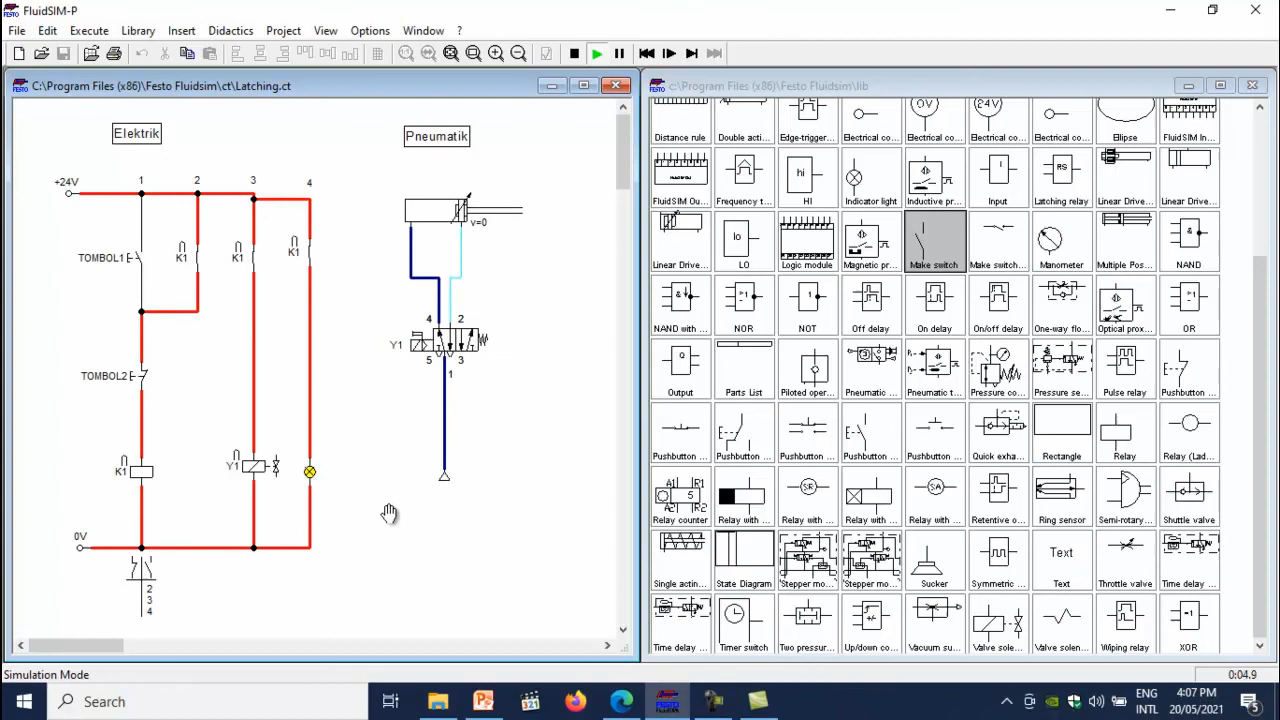 FluidSIM-P
File Edit Execute Library Insert Didactics Project View Options Window ?
C:\Program Files (x86)\Festo Fluidsim\ct\Latching.ct
Elektrik
Pneumatik
+24V
1 2 3 4
TOMBOL1
K1 K1 K1
TOMBOL2
K1
Y1
0V
2
3
4
v=0
4 2
Y1
5 3
1
C:\Program Files (x86)\Festo Fluidsim\lib
0V 24V
Distance rule Double acti... Edge-trigger... Electrical co... Electrical co... Electrical co... Ellipse FluidSIM In...
hi I RS
FluidSIM Ou... Frequency t... HI Indicator light Inductive pr... Input Latching relay Linear Drive...
lo &
Linear Drive... LO Logic module Magnetic pr... Make switch Make switch... Manometer Multiple Pos... NAND
NAND with ... NOR NOT Off delay On delay On/off delay One-way flo... Optical prox... OR
Output Parts List Piloted oper... Pneumatic ... Pneumatic t... Pressure co... Pressure se... Pulse relay Pushbutton ...
Pushbutton ... Pushbutton ... Pushbutton ... Pushbutton ... Pushbutton ... Quick exha... Rectangle Relay Relay (Lad...
A1 R1
5
A2 R2
SR SA
Relay counter Relay with ... Relay with ... Relay with ... Relay with ... Retentive o... Ring sensor Semi-rotary... Shuttle valve
Text
Single actin... State Diagram Stepper mo... Stepper mo... Sucker Symmetric ... Text Throttle valve Time delay ...
+/- =1
Time delay ... Timer switch Two pressur... Up/down co... Vacuum su... Valve sole... Valve solen... Wiping relay XOR
Simulation Mode
0:04.9
Search
321
ENG
INTL
4:07 PM
20/05/2021
5